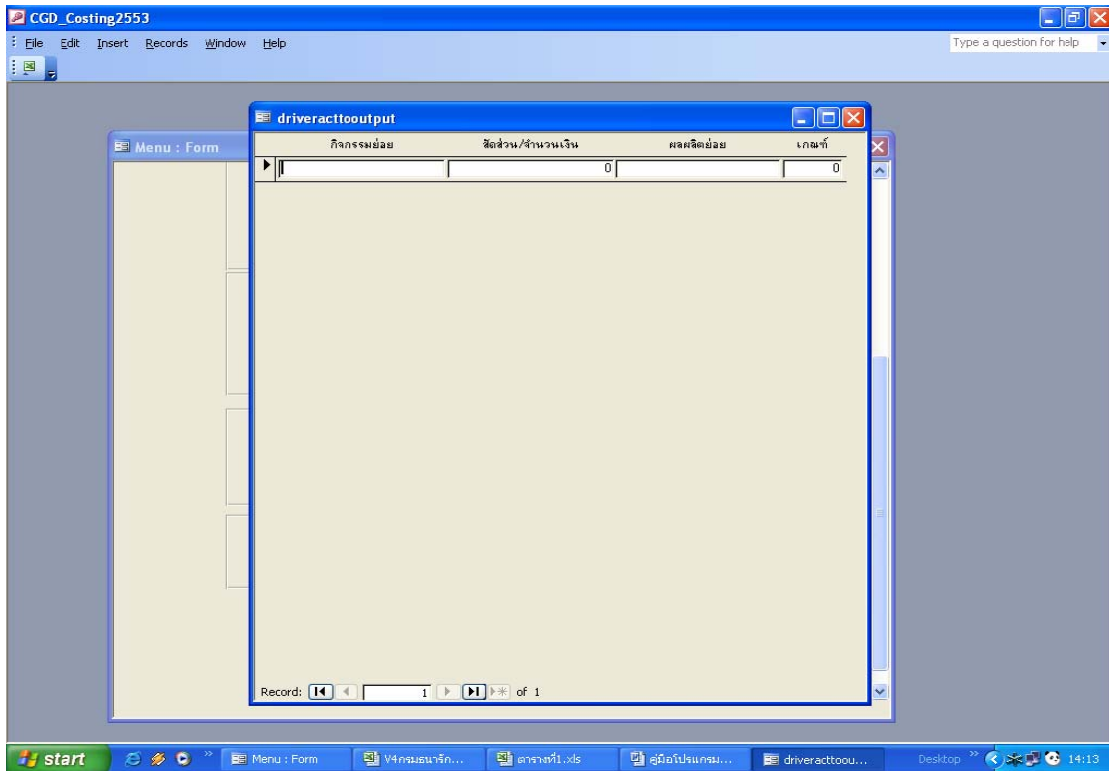 CGD_Costing2553
File Edit Insert Records Window Help
Type a question for help
driveracttooutput
Menu : Form
กิจกรรมย่อย สัดส่วน/จำนวนเงิน ผลผลิตย่อย เกณฑ์
0 0
Record: 1 of 1
start Menu : Form V4กรมธนารัก... ตารางที่1.xls คู่มือโปรแกรม... driveracttoou... Desktop 14:13